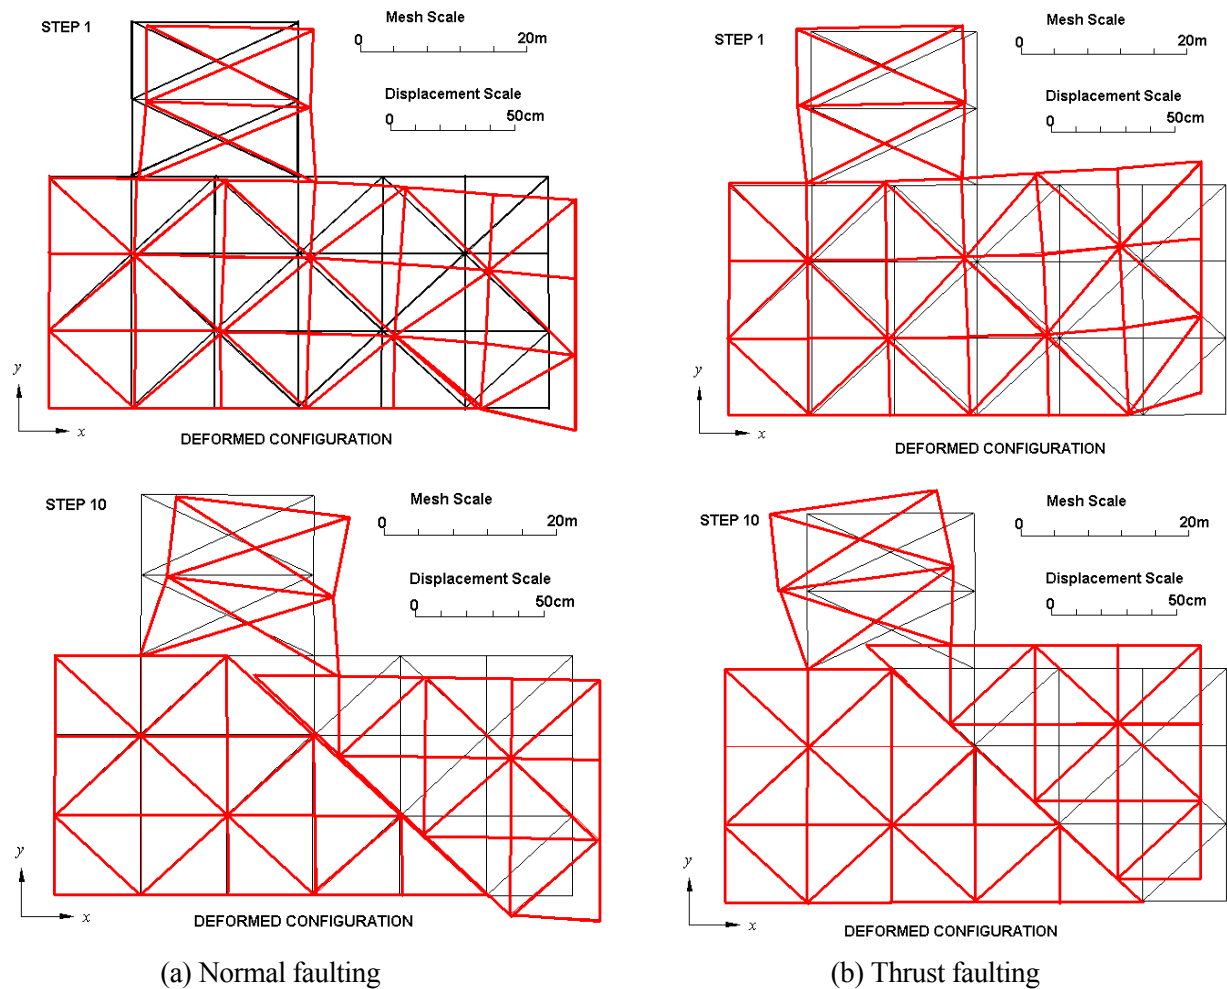 STEP 1
Mesh Scale
0 20m
Displacement Scale
0 50cm
y
x
DEFORMED CONFIGURATION
STEP 1
Mesh Scale
0 20m
Displacement Scale
0 50cm
y
x
DEFORMED CONFIGURATION
STEP 10
Mesh Scale
0 20m
Displacement Scale
0 50cm
y
x
DEFORMED CONFIGURATION
STEP 10
Mesh Scale
0 20m
Displacement Scale
0 50cm
y
x
DEFORMED CONFIGURATION
(a) Normal faulting
(b) Thrust faulting